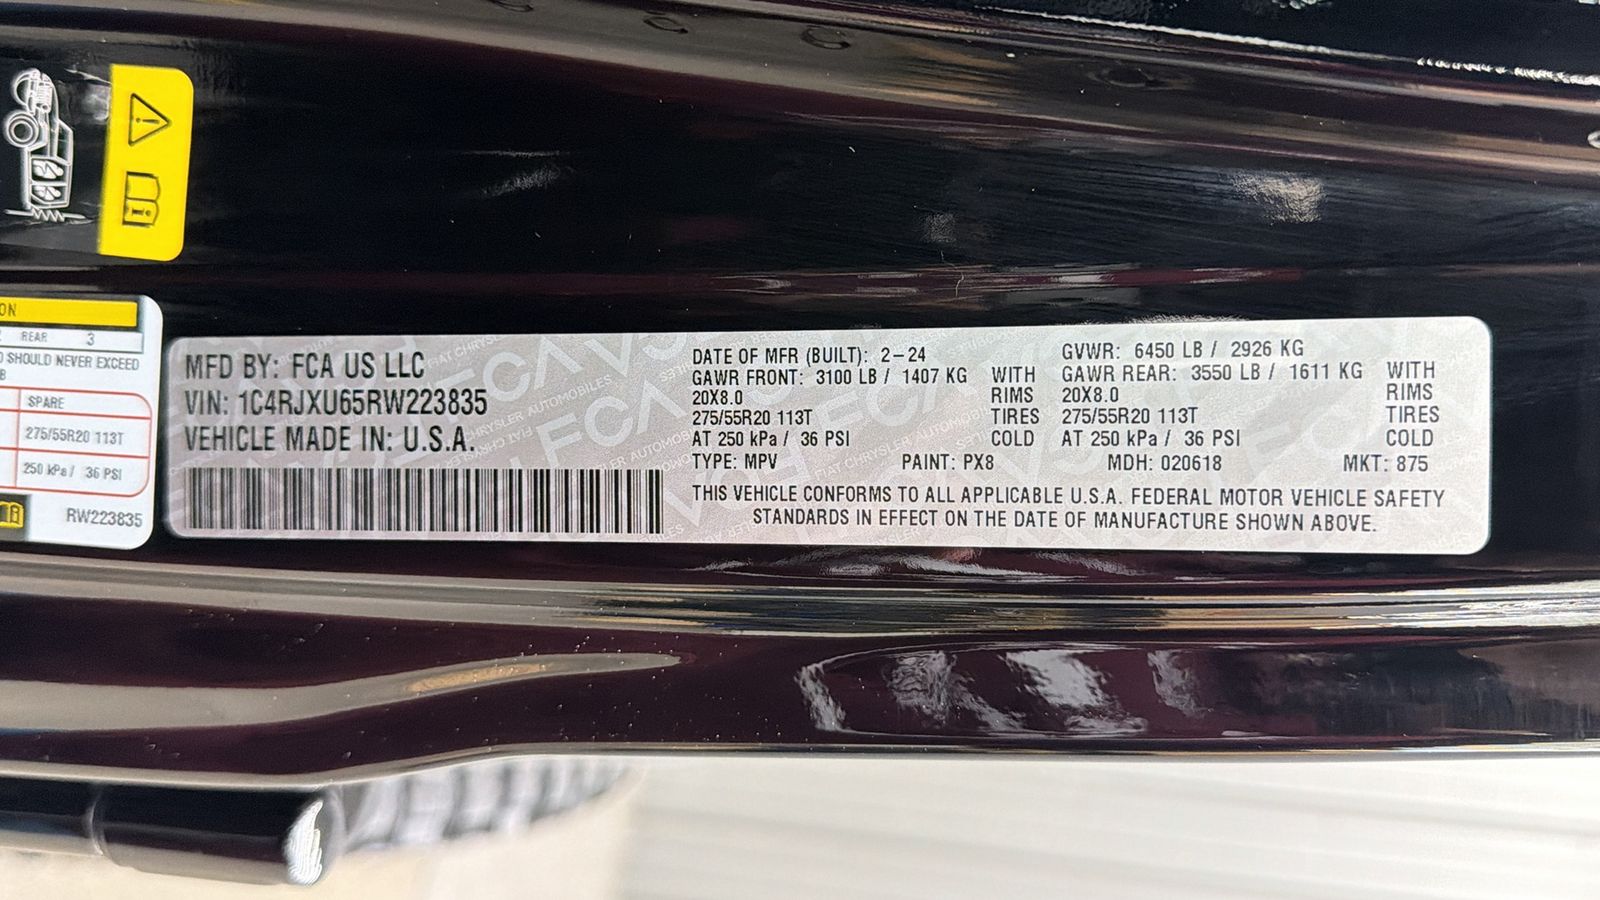 ON
REAR 3
SHOULD NEVER EXCEED
SPARE
275/55R20 113T
250 kPa / 36 PSI
RW223835
MFD BY: FCA US LLC
VIN: 1C4RJXU65RW223835
VEHICLE MADE IN: U.S.A.
DATE OF MFR (BUILT): 2-24 GVWR: 6450 LB / 2926 KG
GAWR FRONT: 3100 LB / 1407 KG WITH GAWR REAR: 3550 LB / 1611 KG WITH
20X8.0 RIMS 20X8.0 RIMS
275/55R20 113T TIRES 275/55R20 113T TIRES
AT 250 kPa / 36 PSI COLD AT 250 kPa / 36 PSI COLD
TYPE: MPV PAINT: PX8 MDH: 020618 MKT: 875
THIS VEHICLE CONFORMS TO ALL APPLICABLE U.S.A. FEDERAL MOTOR VEHICLE SAFETY
STANDARDS IN EFFECT ON THE DATE OF MANUFACTURE SHOWN ABOVE.